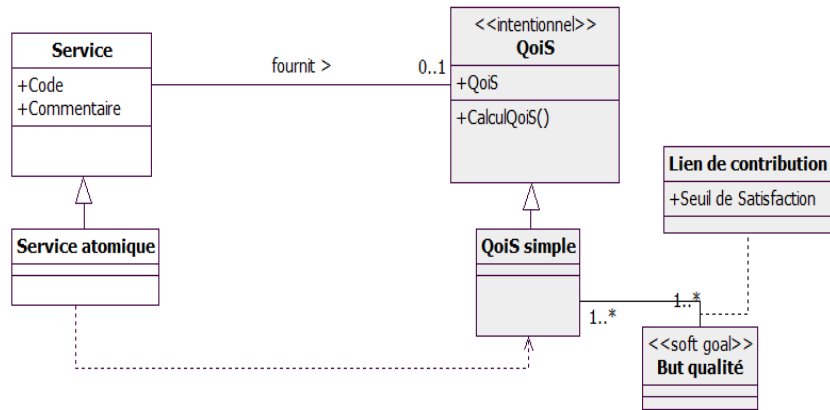 Service
+Code
+Commentaire
fournit >
0..1
<<intentionnel>>
QoiS
+QoiS
+CalculQoiS()
Lien de contribution
+Seuil de Satisfaction
Service atomique
QoiS simple
1..*
1..*
<<soft goal>>
But qualité